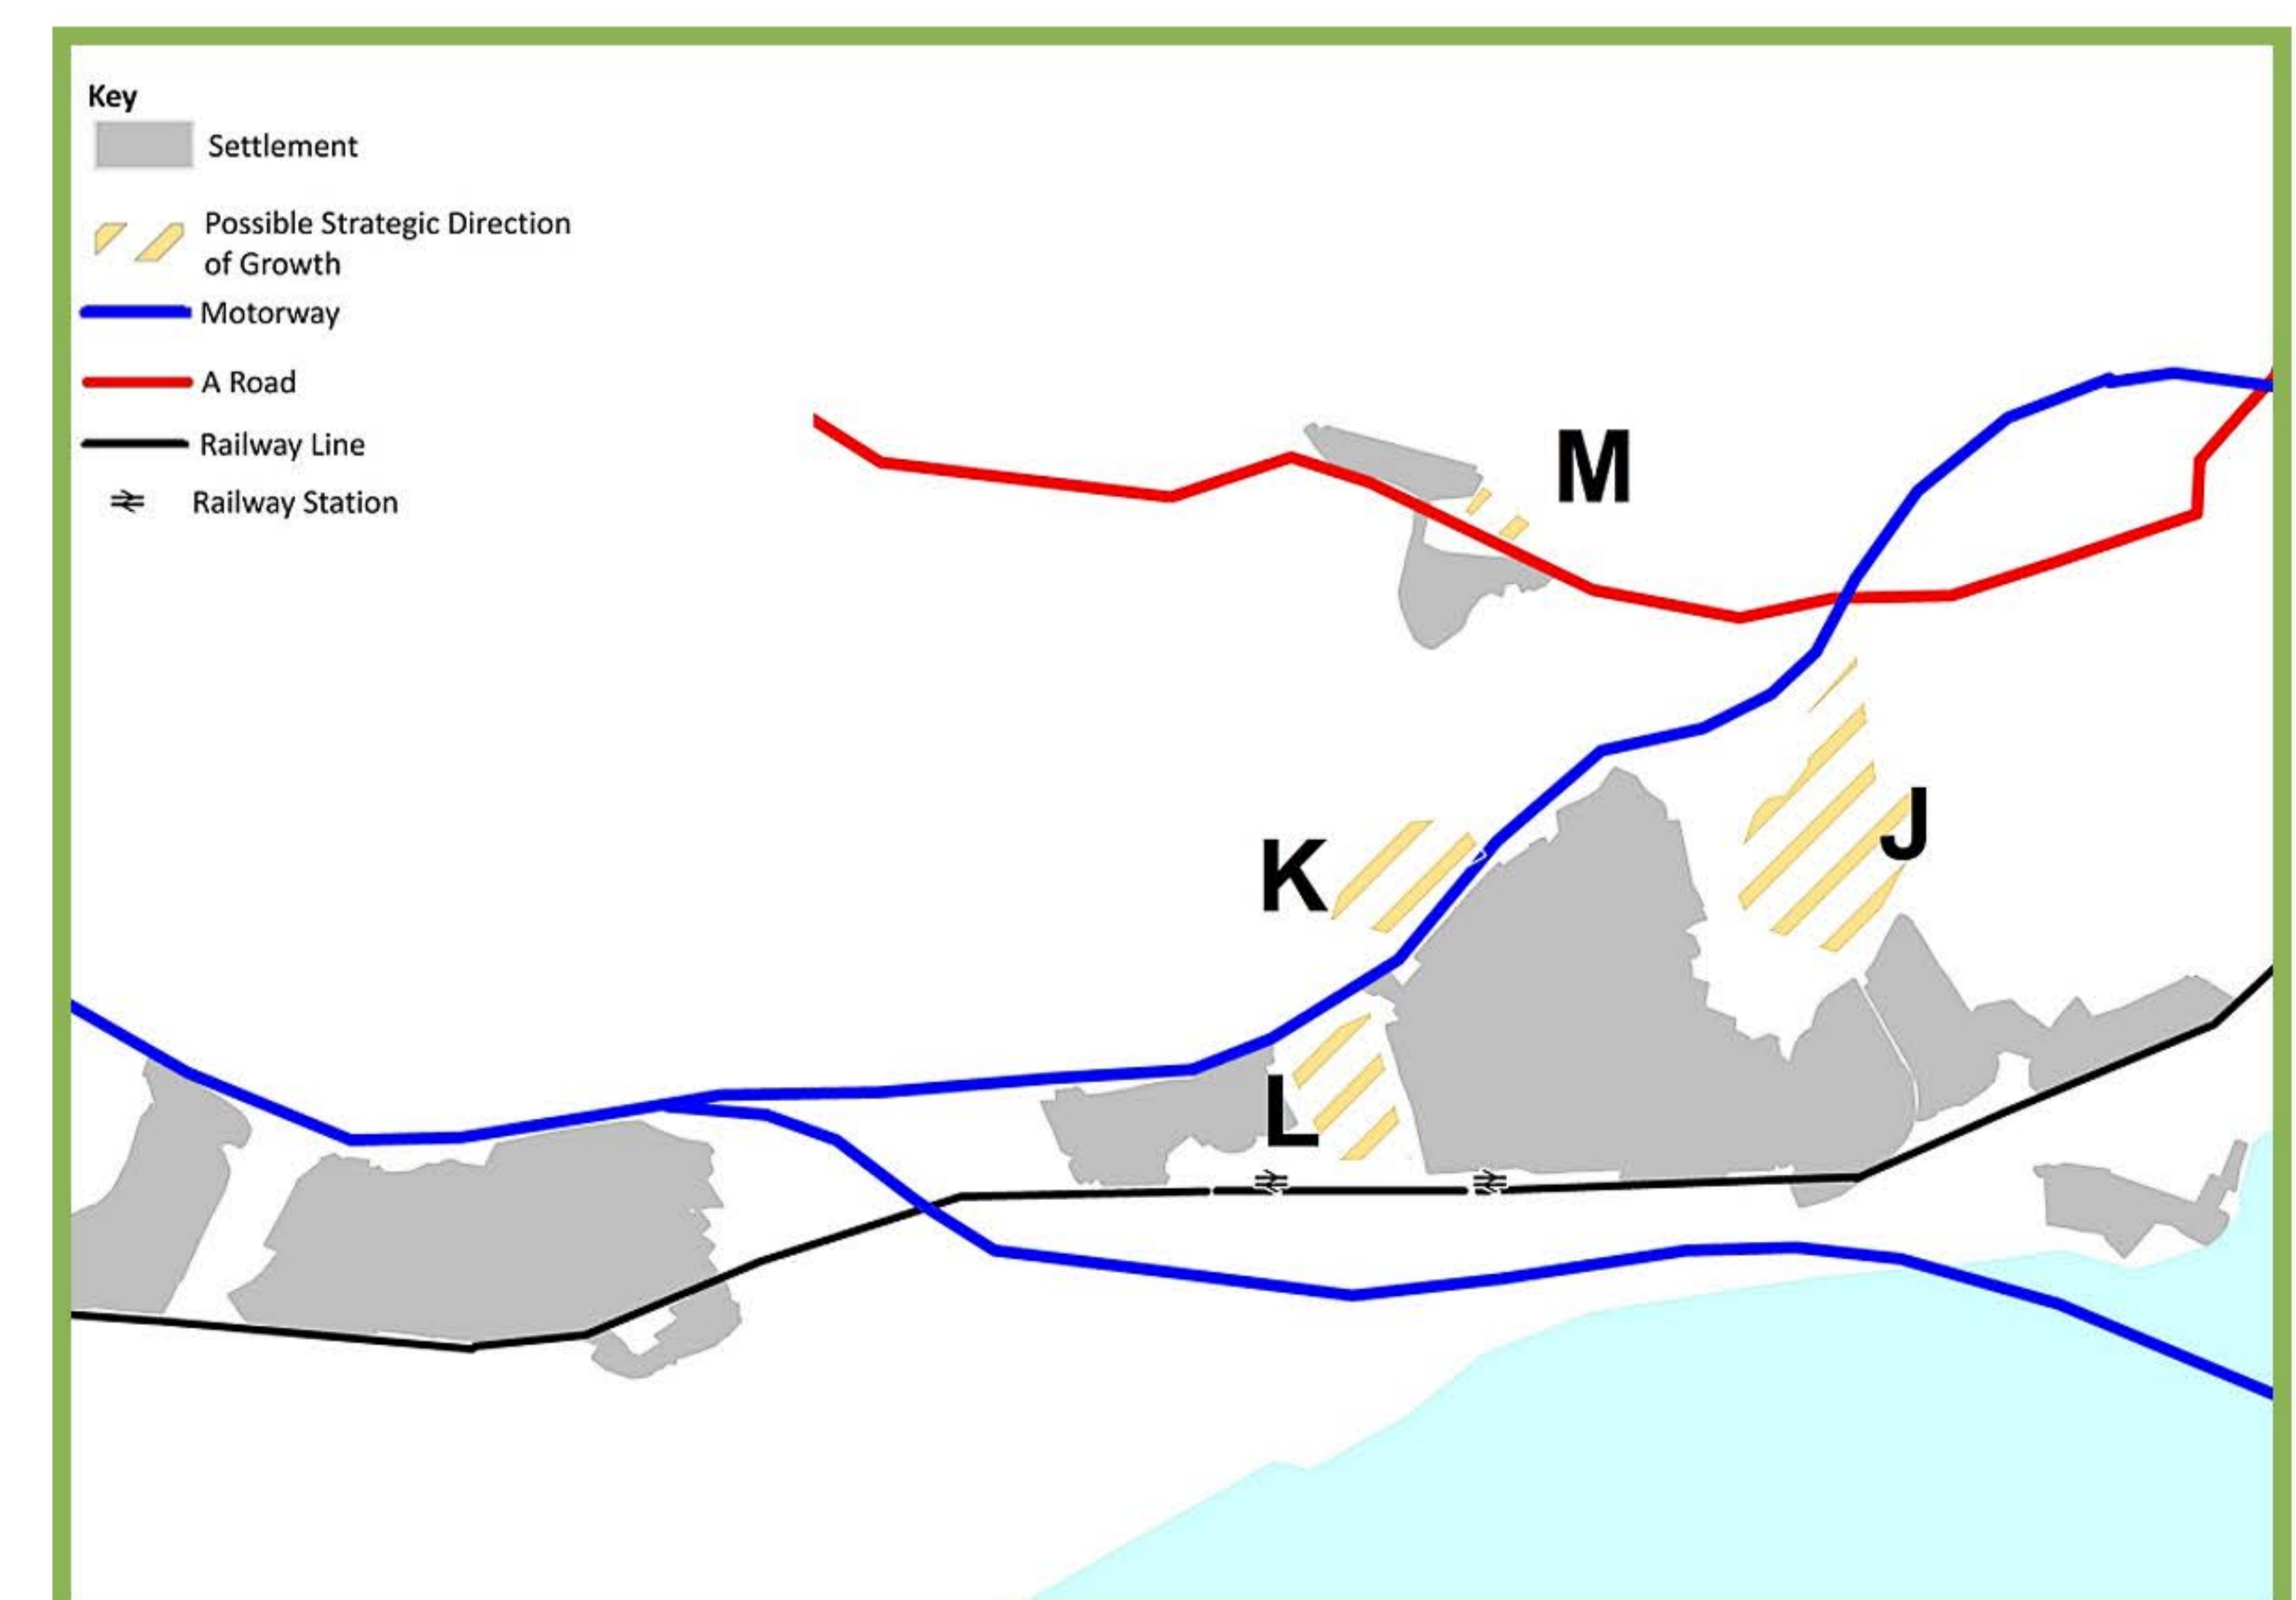 Key
Settlement
Possible Strategic Direction
of Growth
Motorway
A Road
Railway Line
Railway Station
M
J
K
L